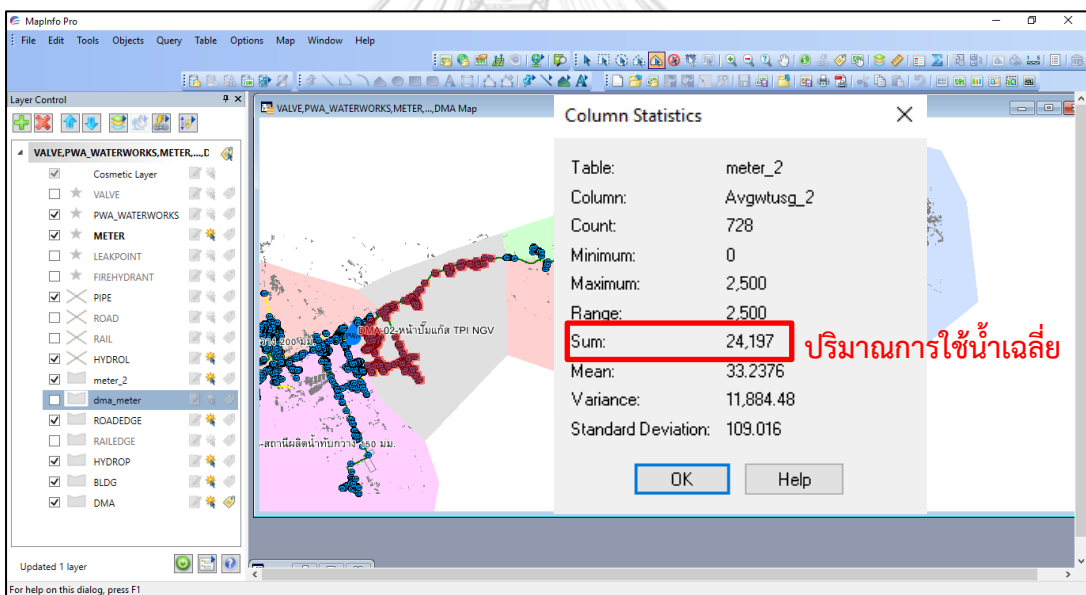 MapInfo Pro
File Edit Tools Objects Query Table Options Map Window Help
Layer Control
VALVE,PWA_WATERWORKS,METER,...,D
Cosmetic Layer
VALVE
PWA_WATERWORKS
METER
LEAKPOINT
FIREHYDRANT
PIPE
ROAD
RAIL
HYDROL
meter_2
dma_meter
ROADEDGE
RAILEDGE
HYDROP
BLDG
DMA
Updated 1 layer
For help on this dialog, press F1
VALVE,PWA_WATERWORKS,METER,...,DMA Map
DMA-02-หน้าปั๊มแก๊ส TPI NGV
200 มม.
-สถานีผลิตน้ำทับกวาง 250 มม.
Column Statistics
Table: meter_2
Column: Avgwtusg_2
Count: 728
Minimum: 0
Maximum: 2,500
Range: 2,500
Sum: 24,197
Mean: 33.2376
Variance: 11,884.48
Standard Deviation: 109.016
OK Help
ปริมาณการใช้น้ำเฉลี่ย